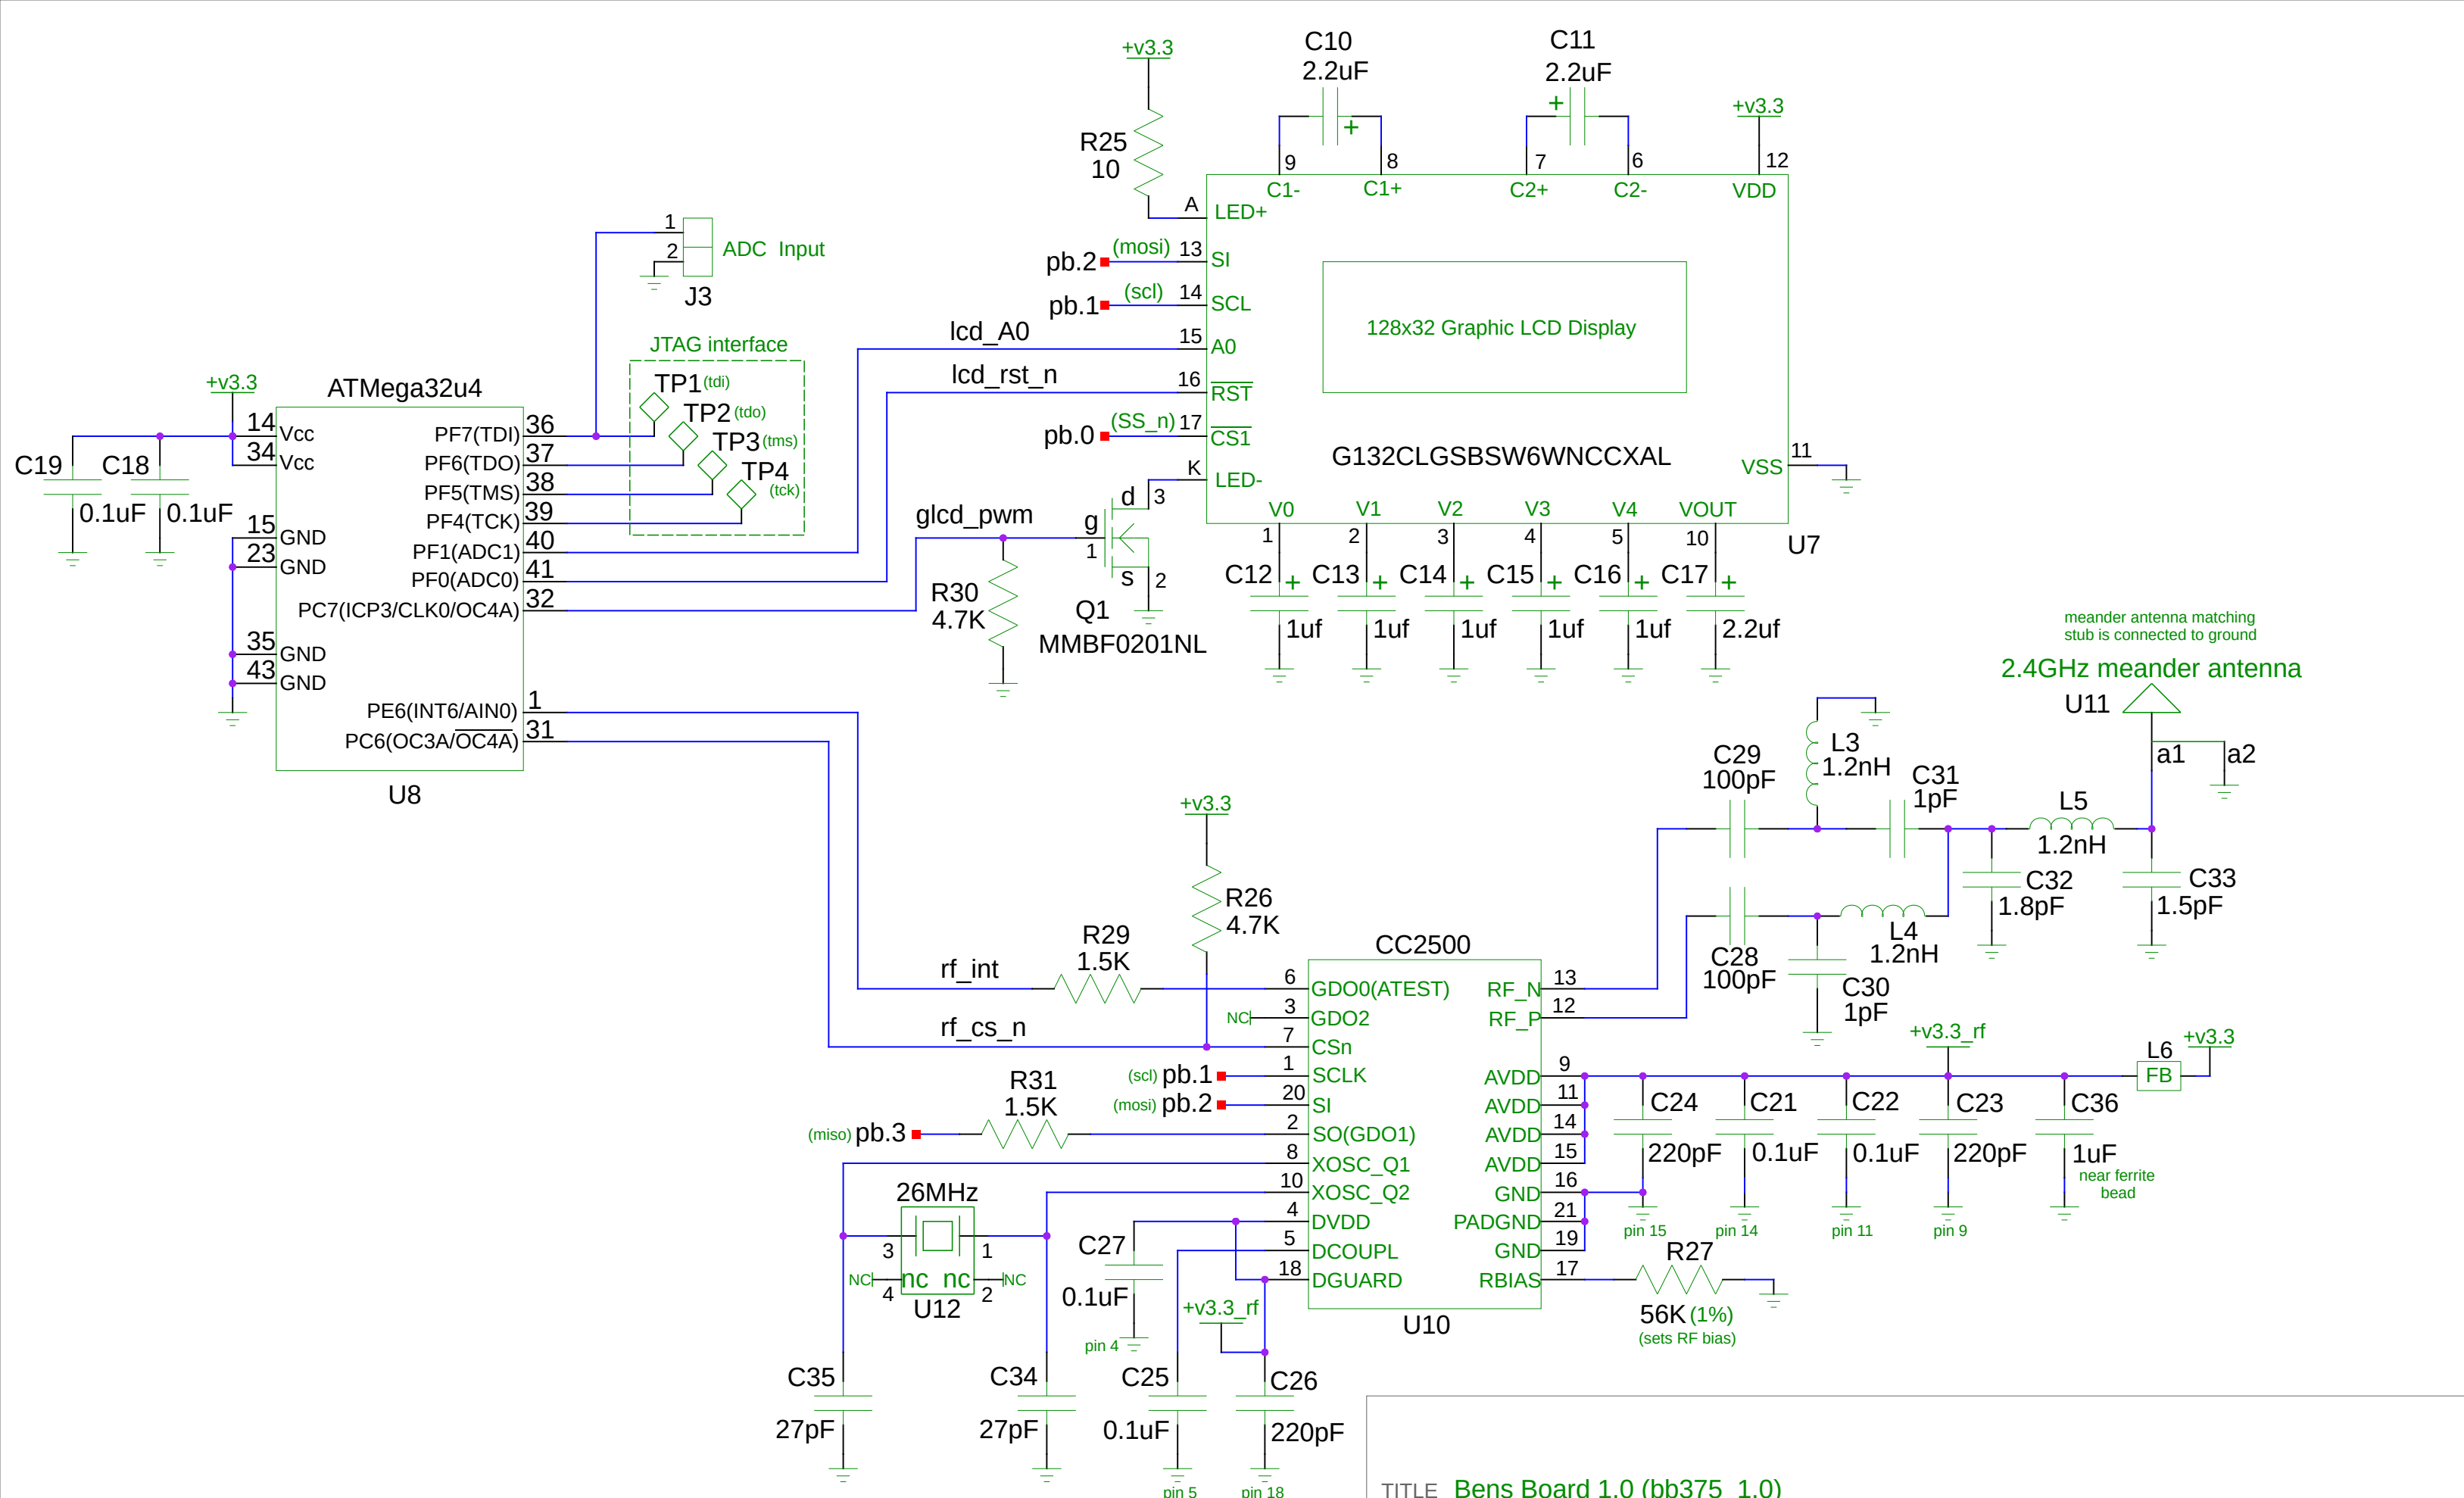 +v3.3
C10
2.2uF
C11
2.2uF
+v3.3
R25
10
+
+
9
8
7
6
12
C1-
C1+
C2+
C2-
VDD
A
LED+
1
2
ADC Input
J3
(mosi)
pb.2
13
SI
(scl)
pb.1
14
SCL
lcd_A0
15
A0
lcd_rst_n
16
RST
(SS_n)
pb.0
17
CS1
K
LED-
128x32 Graphic LCD Display
G132CLGSBSW6WNCCXAL
11
VSS
V0
V1
V2
V3
V4
VOUT
1
2
3
4
5
10
U7
JTAG interface
TP1 (tdi)
TP2 (tdo)
TP3 (tms)
TP4
(tck)
+v3.3
ATMega32u4
14 Vcc
34 Vcc
C19
C18
0.1uF
0.1uF
15 GND
23 GND
35 GND
43 GND
PF7(TDI) 36
PF6(TDO) 37
PF5(TMS) 38
PF4(TCK) 39
PF1(ADC1) 40
PF0(ADC0) 41
PC7(ICP3/CLK0/OC4A) 32
PE6(INT6/AIN0) 1
PC6(OC3A/OC4A) 31
U8
glcd_pwm
g
1
d
3
s
2
R30
4.7K
Q1
MMBF0201NL
C12 +
1uf
C13 +
1uf
C14 +
1uf
C15 +
1uf
C16 +
1uf
C17 +
2.2uf
meander antenna matching
stub is connected to ground
2.4GHz meander antenna
U11
a1
a2
C29
100pF
L3
1.2nH
C31
1pF
L5
1.2nH
C32
1.8pF
C33
1.5pF
L4
1.2nH
C28
100pF
C30
1pF
+v3.3
R26
4.7K
R29
1.5K
rf_int
rf_cs_n
CC2500
6 GDO0(ATEST)
NC 3 GDO2
7 CSn
(scl) pb.1 1 SCLK
(mosi) pb.2 20 SI
R31
1.5K
(miso) pb.3 2 SO(GDO1)
8 XOSC_Q1
10 XOSC_Q2
4 DVDD
5 DCOUPL
18 DGUARD
RF_N 13
RF_P 12
AVDD 9
AVDD 11
AVDD 14
AVDD 15
GND 16
PADGND 21
GND 19
RBIAS 17
U10
+v3.3_rf
L6
FB
+v3.3
C24
220pF
C21
0.1uF
C22
0.1uF
C23
220pF
C36
1uF
near ferrite
bead
pin 15
pin 14
pin 11
pin 9
R27
56K (1%)
(sets RF bias)
26MHz
3
1
NC
nc nc
NC
4
2
U12
C27
0.1uF
pin 4
+v3.3_rf
C35
27pF
C34
27pF
C25
0.1uF
pin 5
C26
220pF
pin 18
TITLE Bens Board 1.0 (bb375_1.0)